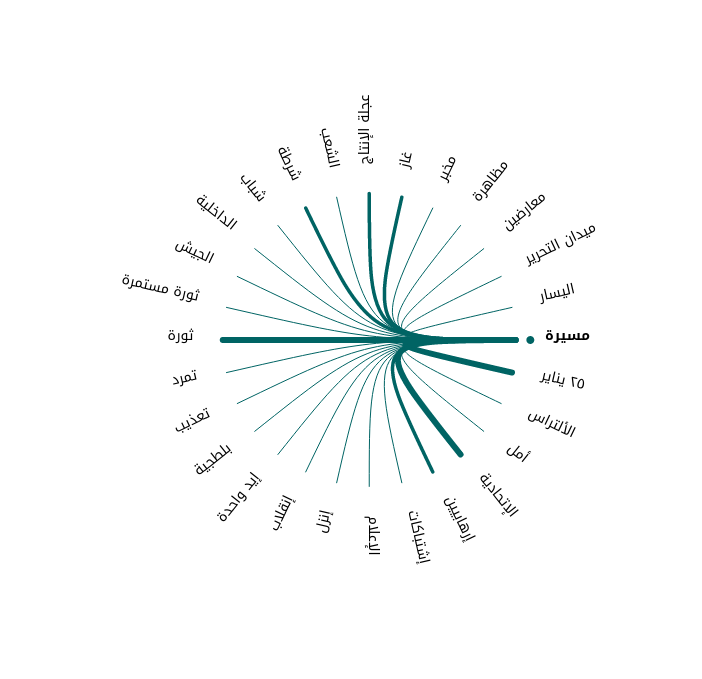 عجلة الإنتاج
غاز
مخبر
مظاهرة
معارضين
ميدان التحرير
اليسار
مسيرة
٢٥ يناير
الألتراس
أمل
الإتحادية
إرهابيين
إشتباكات
الإعلام
إنزل
إنقلاب
إيد واحدة
بلطجية
تعذيب
تمرد
ثورة
ثورة مستمرة
الجيش
الداخلية
شباب
شرطة
الشعب